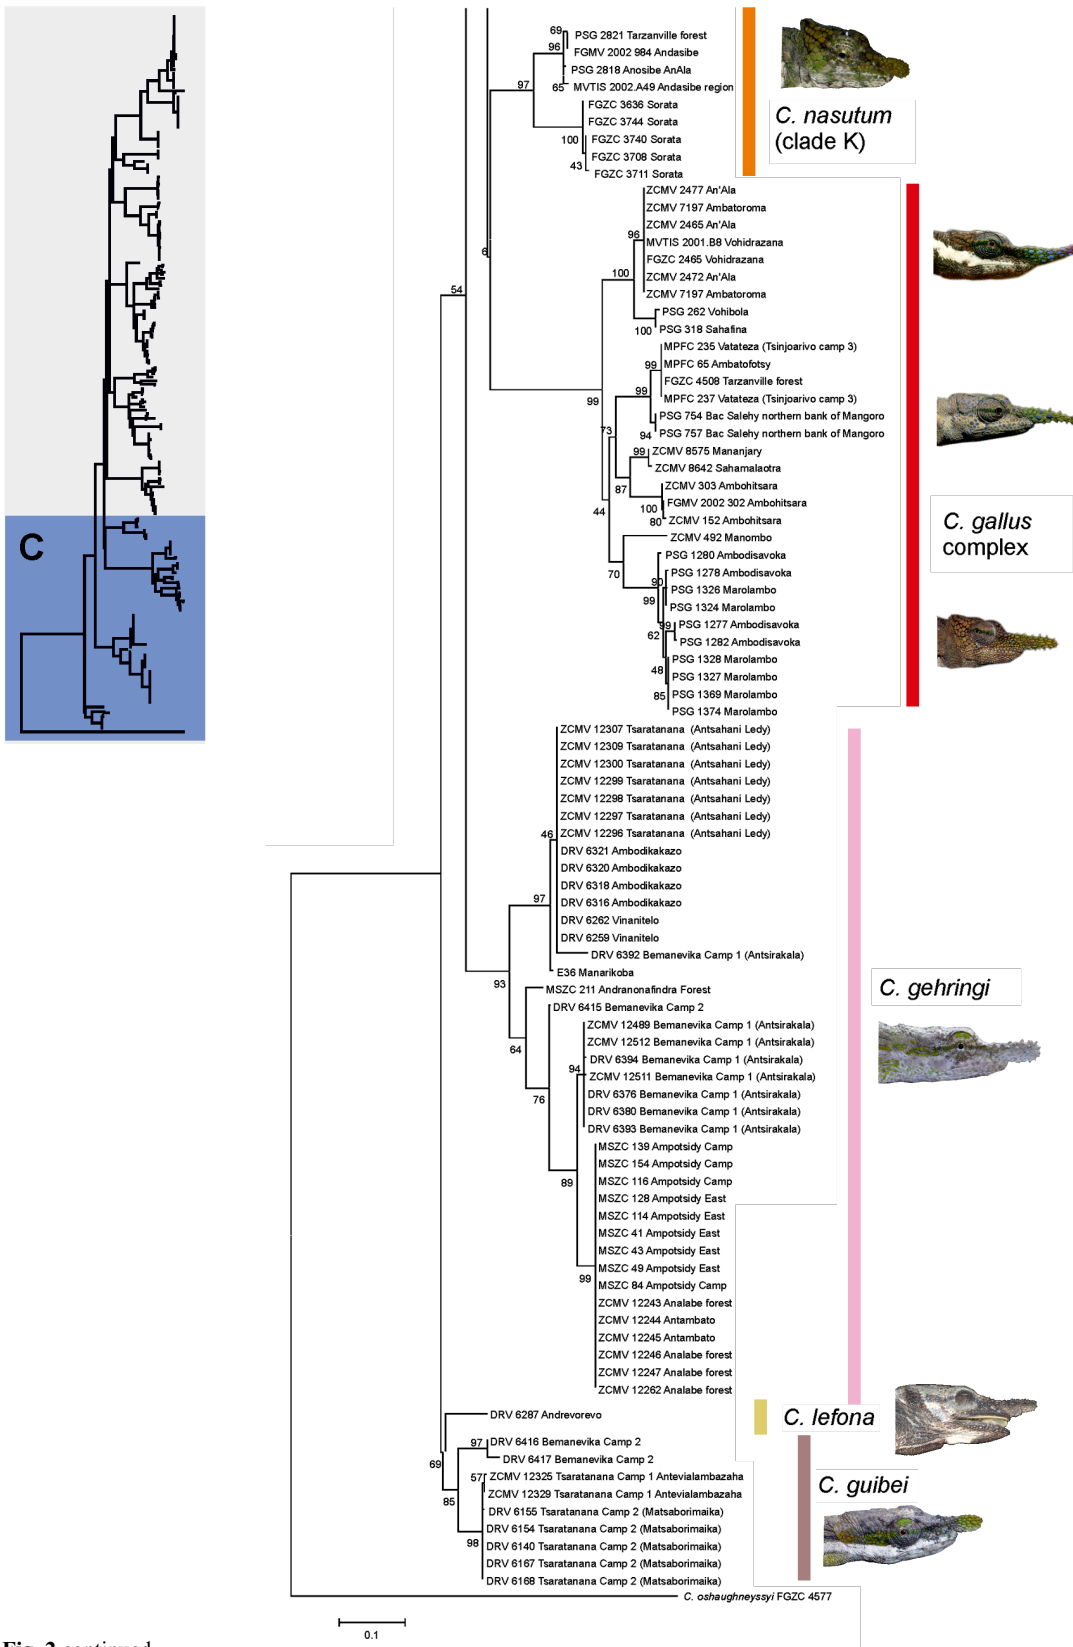 69
PSG 2821 Tarzanville forest
96
FGMV 2002 984 Andasibe
PSG 2818 Anosibe AnAla
97
65
MVTIS 2002.A49 Andasibe region
FGZC 3636 Sorata
FGZC 3744 Sorata
100
FGZC 3740 Sorata
FGZC 3708 Sorata
43
FGZC 3711 Sorata
C. nasutum
(clade K)
ZCMV 2477 An'Ala
ZCMV 7197 Ambatoroma
ZCMV 2465 An'Ala
96
MVTIS 2001.B8 Vohidrazana
6
FGZC 2465 Vohidrazana
100
ZCMV 2472 An'Ala
54
ZCMV 7197 Ambatoroma
PSG 262 Vohibola
100
PSG 318 Sahafina
MPFC 235 Vatateza (Tsinjoarivo camp 3)
99
MPFC 65 Ambatofotsy
FGZC 4508 Tarzanville forest
99
99
MPFC 237 Vatateza (Tsinjoarivo camp 3)
PSG 754 Bac Salehy northern bank of Mangoro
73
94
PSG 757 Bac Salehy northern bank of Mangoro
99
ZCMV 8575 Mananjary
ZCMV 8642 Sahamalaotra
87
ZCMV 303 Ambohitsara
44
100
FGMV 2002 302 Ambohitsara
80
ZCMV 152 Ambohitsara
ZCMV 492 Manombo
PSG 1280 Ambodisavoka
70
PSG 1278 Ambodisavoka
90
PSG 1326 Marolambo
99
PSG 1324 Marolambo
99
PSG 1277 Ambodisavoka
62
PSG 1282 Ambodisavoka
PSG 1328 Marolambo
48
PSG 1327 Marolambo
85
PSG 1369 Marolambo
PSG 1374 Marolambo
C. gallus
complex
C
ZCMV 12307 Tsaratanana (Antsahani Ledy)
ZCMV 12309 Tsaratanana (Antsahani Ledy)
ZCMV 12300 Tsaratanana (Antsahani Ledy)
ZCMV 12299 Tsaratanana (Antsahani Ledy)
ZCMV 12298 Tsaratanana (Antsahani Ledy)
ZCMV 12297 Tsaratanana (Antsahani Ledy)
46
ZCMV 12296 Tsaratanana (Antsahani Ledy)
DRV 6321 Ambodikakazo
DRV 6320 Ambodikakazo
DRV 6318 Ambodikakazo
97
DRV 6316 Ambodikakazo
DRV 6262 Vinanitelo
DRV 6259 Vinanitelo
DRV 6392 Bemanevika Camp 1 (Antsirakala)
E36 Manarikoba
93
MSZC 211 Andranonafindra Forest
DRV 6415 Bemanevika Camp 2
ZCMV 12489 Bemanevika Camp 1 (Antsirakala)
64
ZCMV 12512 Bemanevika Camp 1 (Antsirakala)
DRV 6394 Bemanevika Camp 1 (Antsirakala)
94
ZCMV 12511 Bemanevika Camp 1 (Antsirakala)
76
DRV 6376 Bemanevika Camp 1 (Antsirakala)
DRV 6380 Bemanevika Camp 1 (Antsirakala)
DRV 6393 Bemanevika Camp 1 (Antsirakala)
MSZC 139 Ampotsidy Camp
MSZC 154 Ampotsidy Camp
89
MSZC 116 Ampotsidy Camp
MSZC 128 Ampotsidy East
MSZC 114 Ampotsidy East
MSZC 41 Ampotsidy East
MSZC 43 Ampotsidy East
MSZC 49 Ampotsidy East
99
MSZC 84 Ampotsidy Camp
ZCMV 12243 Analabe forest
ZCMV 12244 Antambato
ZCMV 12245 Antambato
ZCMV 12246 Analabe forest
ZCMV 12247 Analabe forest
ZCMV 12262 Analabe forest
C. gehringi
DRV 6287 Andrevorevo
C. lefona
97
DRV 6416 Bemanevika Camp 2
69
DRV 6417 Bemanevika Camp 2
57
ZCMV 12325 Tsaratanana Camp 1 Antevialambazaha
85
ZCMV 12329 Tsaratanana Camp 1 Antevialambazaha
DRV 6155 Tsaratanana Camp 2 (Matsaborimaika)
DRV 6154 Tsaratanana Camp 2 (Matsaborimaika)
98
DRV 6140 Tsaratanana Camp 2 (Matsaborimaika)
DRV 6167 Tsaratanana Camp 2 (Matsaborimaika)
DRV 6168 Tsaratanana Camp 2 (Matsaborimaika)
C. guibei
C. oshaughnessyi FGZC 4577
0.1
Fig. 2 continued